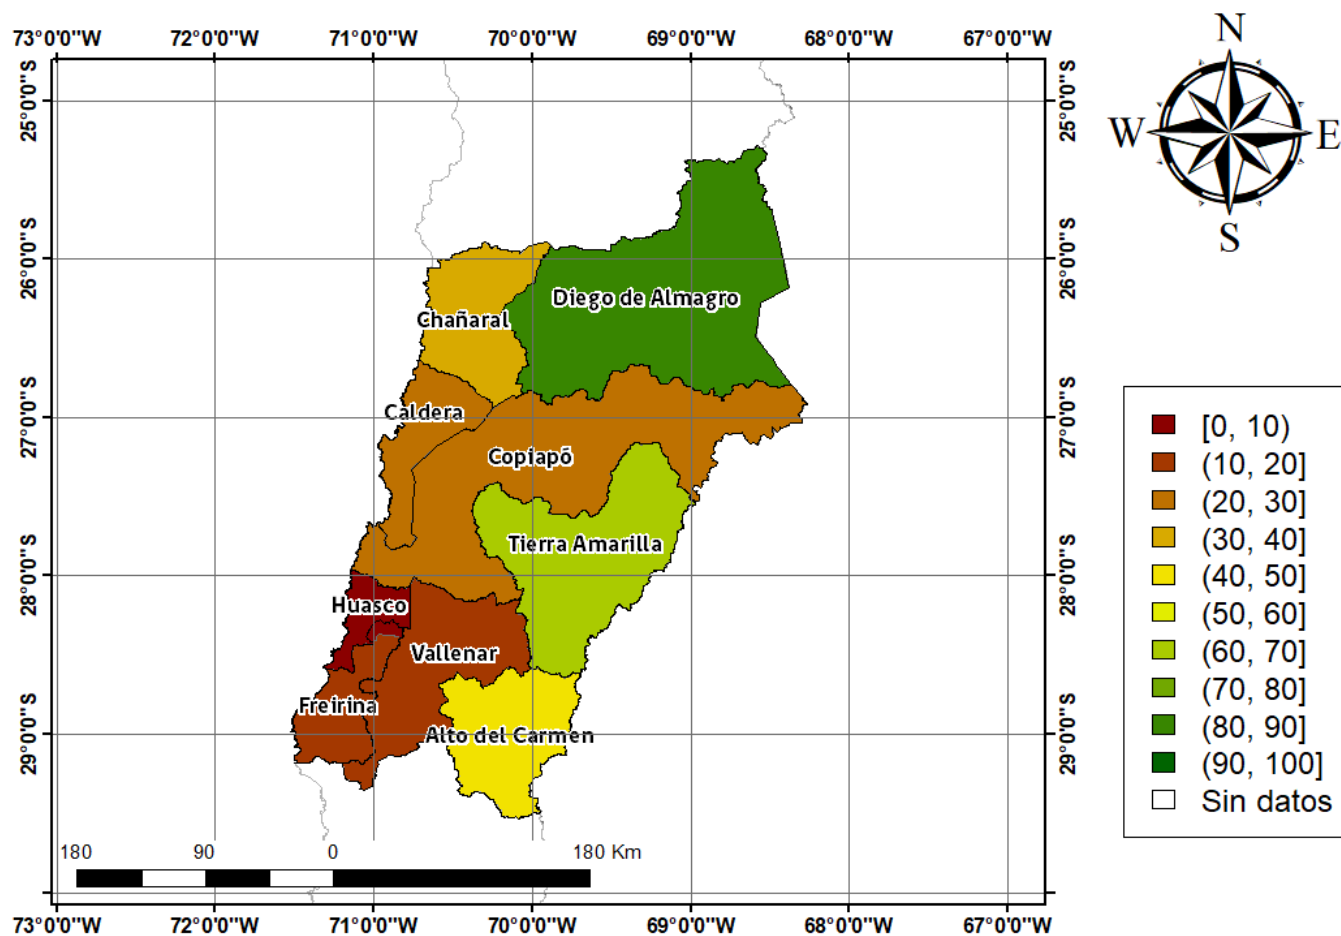 73°0'0"W 72°0'0"W 71°0'0"W 70°0'0"W 69°0'0"W 68°0'0"W 67°0'0"W
N
W E
S
25°0'0"S 25°0'0"S
26°0'0"S 26°0'0"S
27°0'0"S 27°0'0"S
28°0'0"S 28°0'0"S
29°0'0"S 29°0'0"S
Diego de Almagro
Chañaral
Caldera
Copiapó
Tierra Amarilla
Huasco
Vallenar
Freirina
Alto del Carmen
[0, 10)
(10, 20]
(20, 30]
(30, 40]
(40, 50]
(50, 60]
(60, 70]
(70, 80]
(80, 90]
(90, 100]
Sin datos
180 90 0 180 Km
73°0'0"W 72°0'0"W 71°0'0"W 70°0'0"W 69°0'0"W 68°0'0"W 67°0'0"W